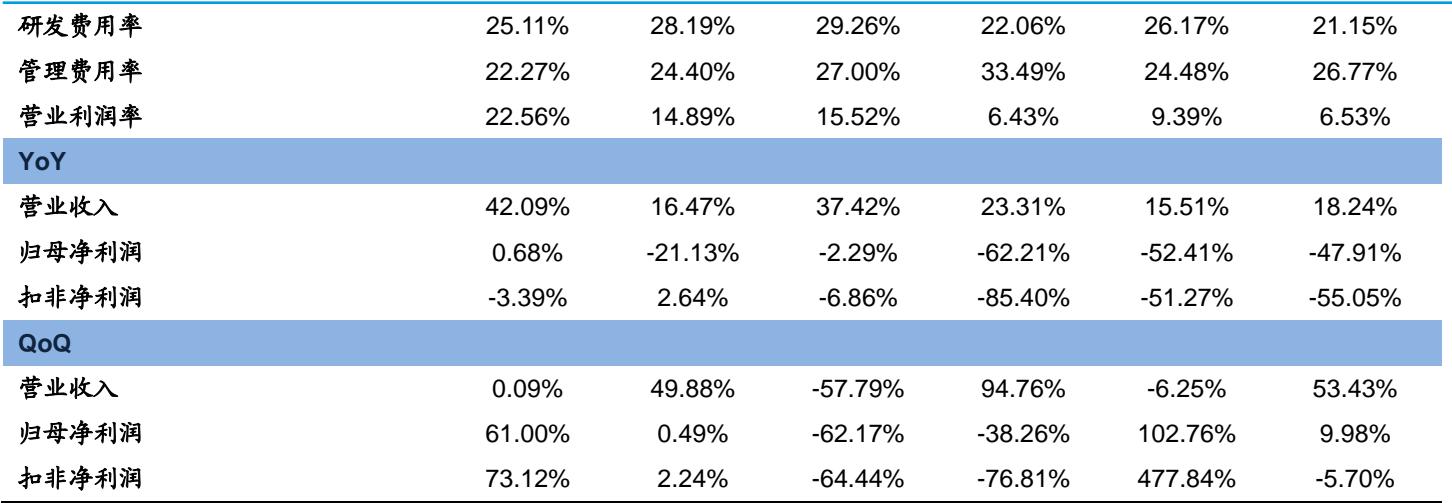 研发费用率 25.11% 28.19% 29.26% 22.06% 26.17% 21.15%
管理费用率 22.27% 24.40% 27.00% 33.49% 24.48% 26.77%
营业利润率 22.56% 14.89% 15.52% 6.43% 9.39% 6.53%
YoY
营业收入 42.09% 16.47% 37.42% 23.31% 15.51% 18.24%
归母净利润 0.68% -21.13% -2.29% -62.21% -52.41% -47.91%
扣非净利润 -3.39% 2.64% -6.86% -85.40% -51.27% -55.05%
QoQ
营业收入 0.09% 49.88% -57.79% 94.76% -6.25% 53.43%
归母净利润 61.00% 0.49% -62.17% -38.26% 102.76% 9.98%
扣非净利润 73.12% 2.24% -64.44% -76.81% 477.84% -5.70%